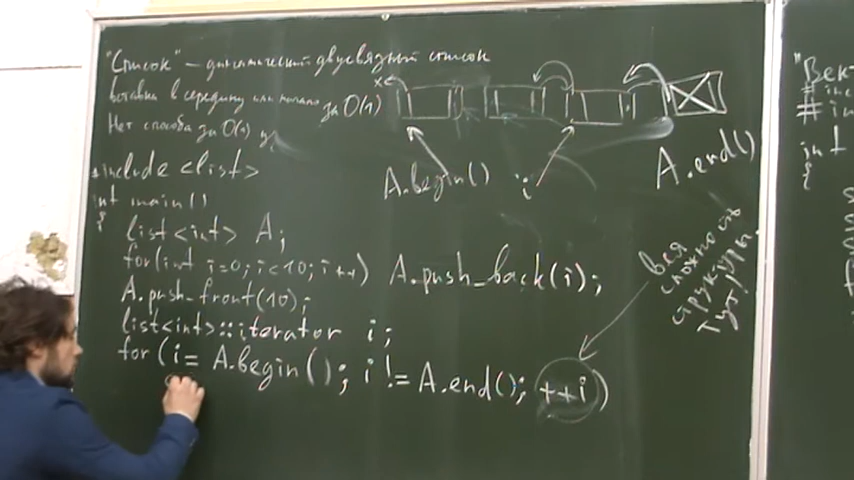 "Список" – динамический двусвязный список
вставка в середину или начало за O(1)
Нет способа за O(1)
#include <list>
int main()
{
list<int> A;
for(int i=0; i<10; i++) A.push_back(i);
A.push_front(10);
list<int>::iterator i;
for (i= A.begin(); i != A.end(); ++i)
x
A.begin()
i
A.end()
вся
сложность
структуры
тут!
"Век
# inc
# in
int
{